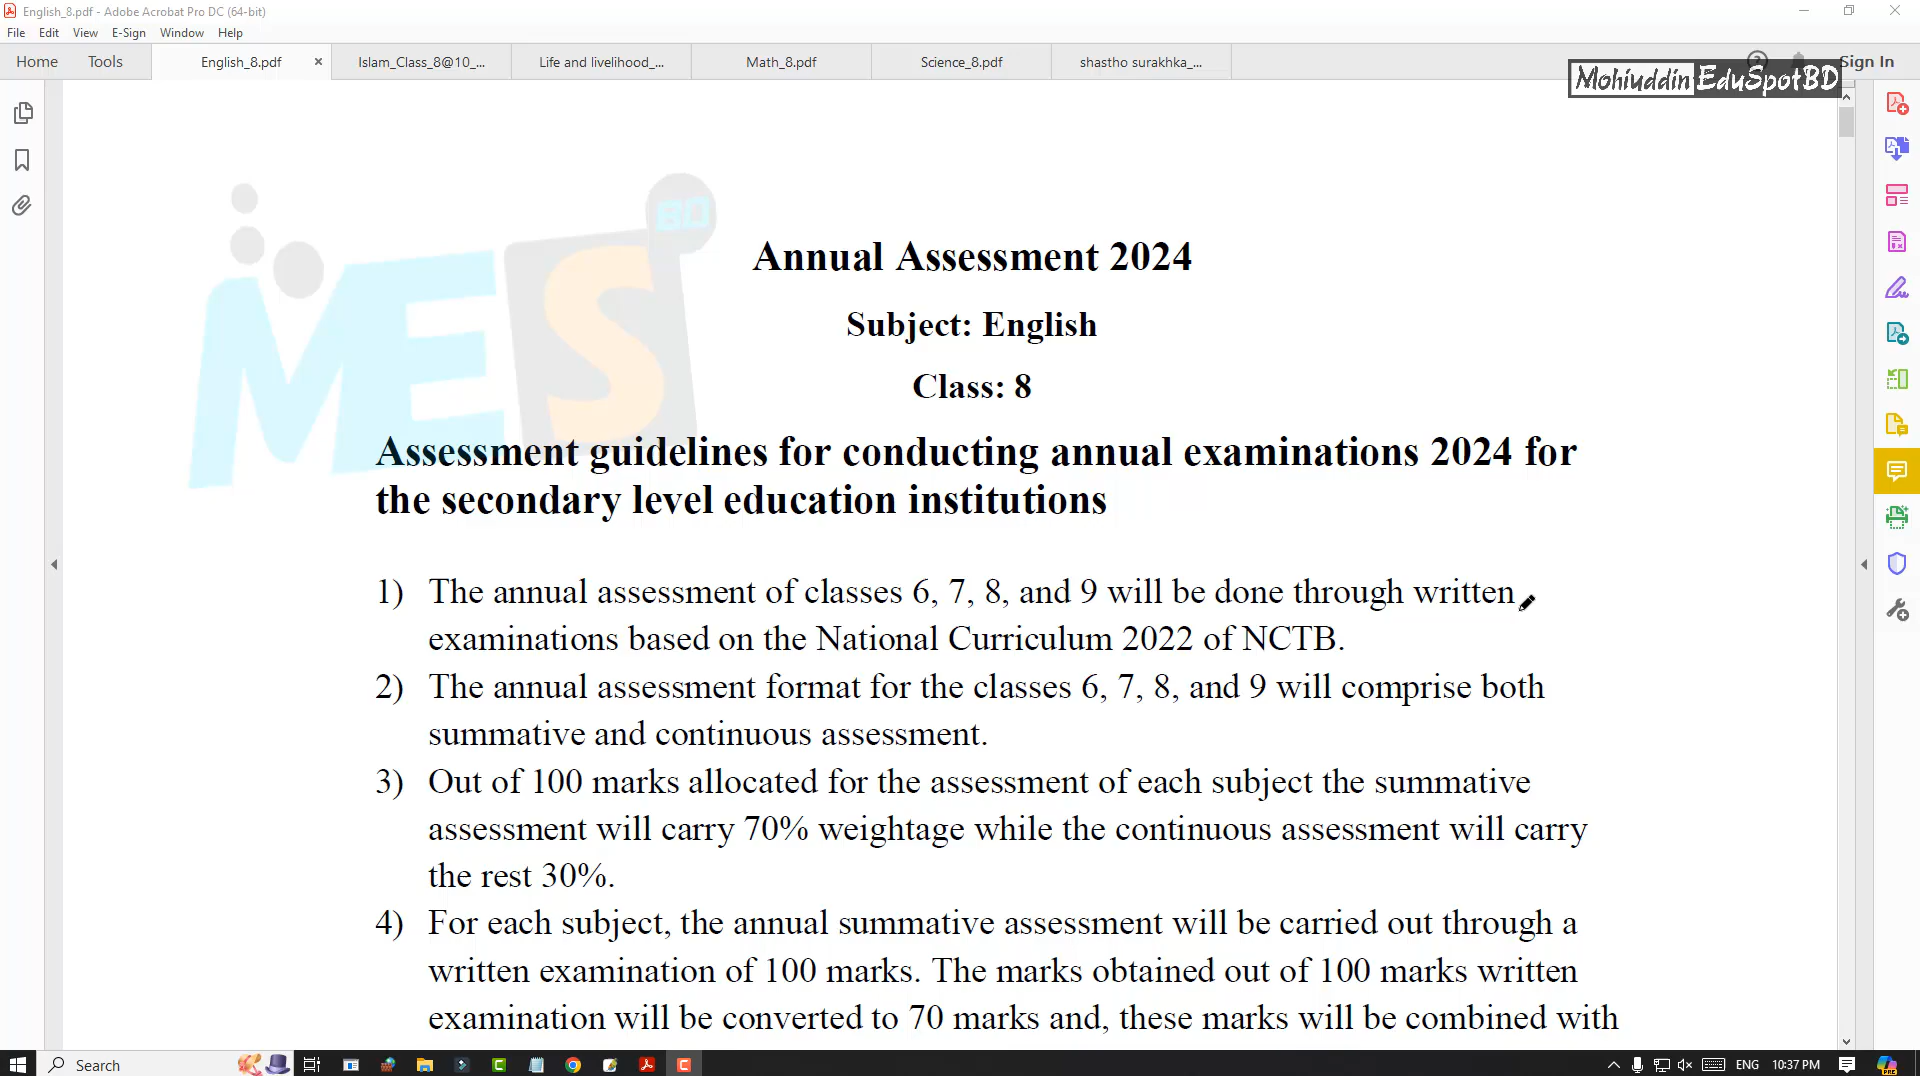 English_8.pdf - Adobe Acrobat Pro DC (64-bit)
File Edit View E-Sign Window Help
Home Tools English_8.pdf × Islam_Class_8@10_... Life and livelihood_... Math_8.pdf Science_8.pdf shastho surakhka_... Sign In
Mohiuddin EduSpotBD
MES BD
Annual Assessment 2024
Subject: English
Class: 8
Assessment guidelines for conducting annual examinations 2024 for
the secondary level education institutions
1) The annual assessment of classes 6, 7, 8, and 9 will be done through written
examinations based on the National Curriculum 2022 of NCTB.
2) The annual assessment format for the classes 6, 7, 8, and 9 will comprise both
summative and continuous assessment.
3) Out of 100 marks allocated for the assessment of each subject the summative
assessment will carry 70% weightage while the continuous assessment will carry
the rest 30%.
4) For each subject, the annual summative assessment will be carried out through a
written examination of 100 marks. The marks obtained out of 100 marks written
examination will be converted to 70 marks and, these marks will be combined with
Search ENG 10:37 PM